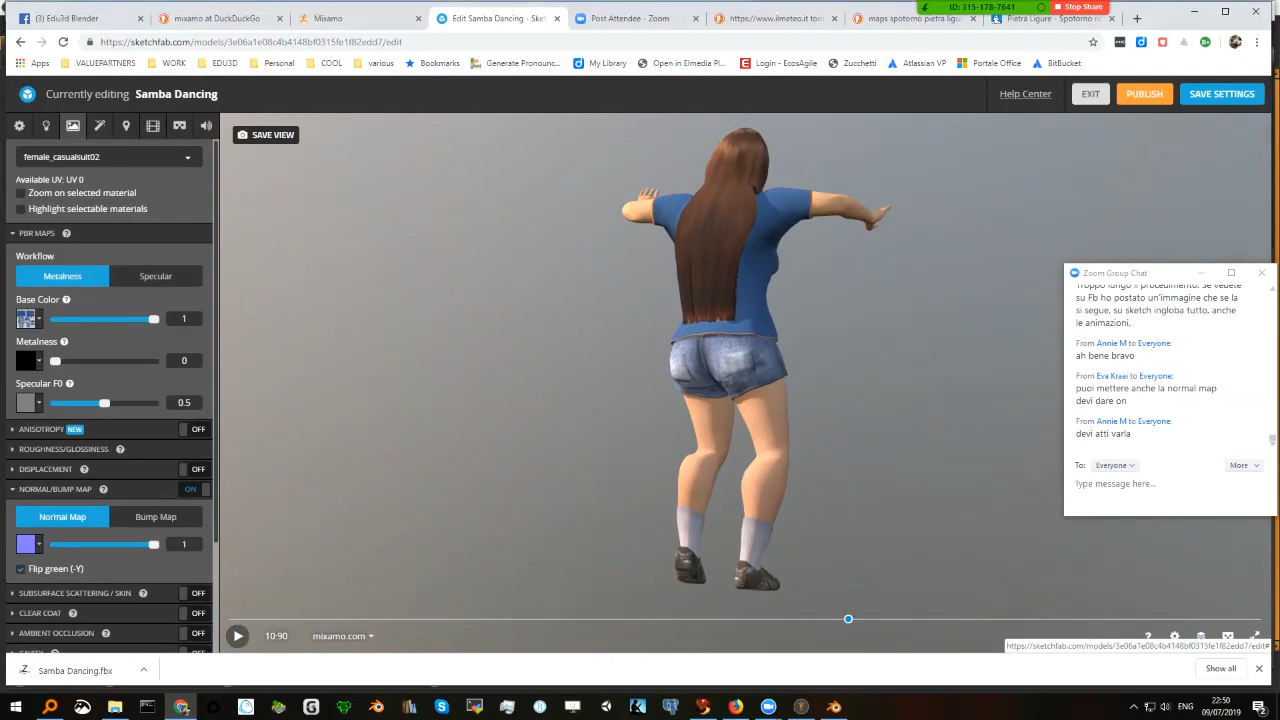 ID: 315-178-7641 Stop Share
Edu3D Blender
mixamo at DuckDuckGo
Mixamo
Edit Samba Dancing - Sket
Post Attendee - Zoom
https://www.ilmeteo.it tori
maps spotorno pietra ligu
Pietra Ligure - Spotorno ro
https://sketchfab.com/models/3e06a1e08c4b4148bf4163015fe1f82edd7/edit
Apps VALUEPARTNERS WORK EDU3D Personal COOL various Bookmarks Generate Pronounc... My Library Open in Elmedia Pl... Login - EcosAgile Zucchetti Atlassian VP Portale Office BitBucket
Currently editing Samba Dancing
Help Center EXIT PUBLISH SAVE SETTINGS
SAVE VIEW
female_casualsuit02
Available UV: UV 0
Zoom on selected material
Highlight selectable materials
PBR MAPS
Workflow
Metalness Specular
Base Color
1
Metalness
0
Specular F0
0.5
ANISOTROPY NEW OFF
ROUGHNESS/GLOSSINESS
DISPLACEMENT OFF
NORMAL/BUMP MAP ON
Normal Map Bump Map
1
Flip green (-Y)
SUBSURFACE SCATTERING / SKIN OFF
CLEAR COAT OFF
AMBIENT OCCLUSION OFF
Zoom Group Chat
Troppo lungo il procedimento. Se vedete
su Fb ho postato un'immagine che se la
si segue, su sketch ingloba tutto, anche
le animazioni.
From Annie M to Everyone:
ah bene bravo
From Eva Kraai to Everyone:
puoi mettere anche la normal map
devi dare on
From Annie M to Everyone:
devi atti varla
To: Everyone More
Type message here...
10:90 mixamo.com
https://sketchfab.com/models/3e06a1e08c4b4148bf0315fe1f82edd7/edit#
Samba Dancing.fbx
Show all
22:50
ENG
09/07/2019